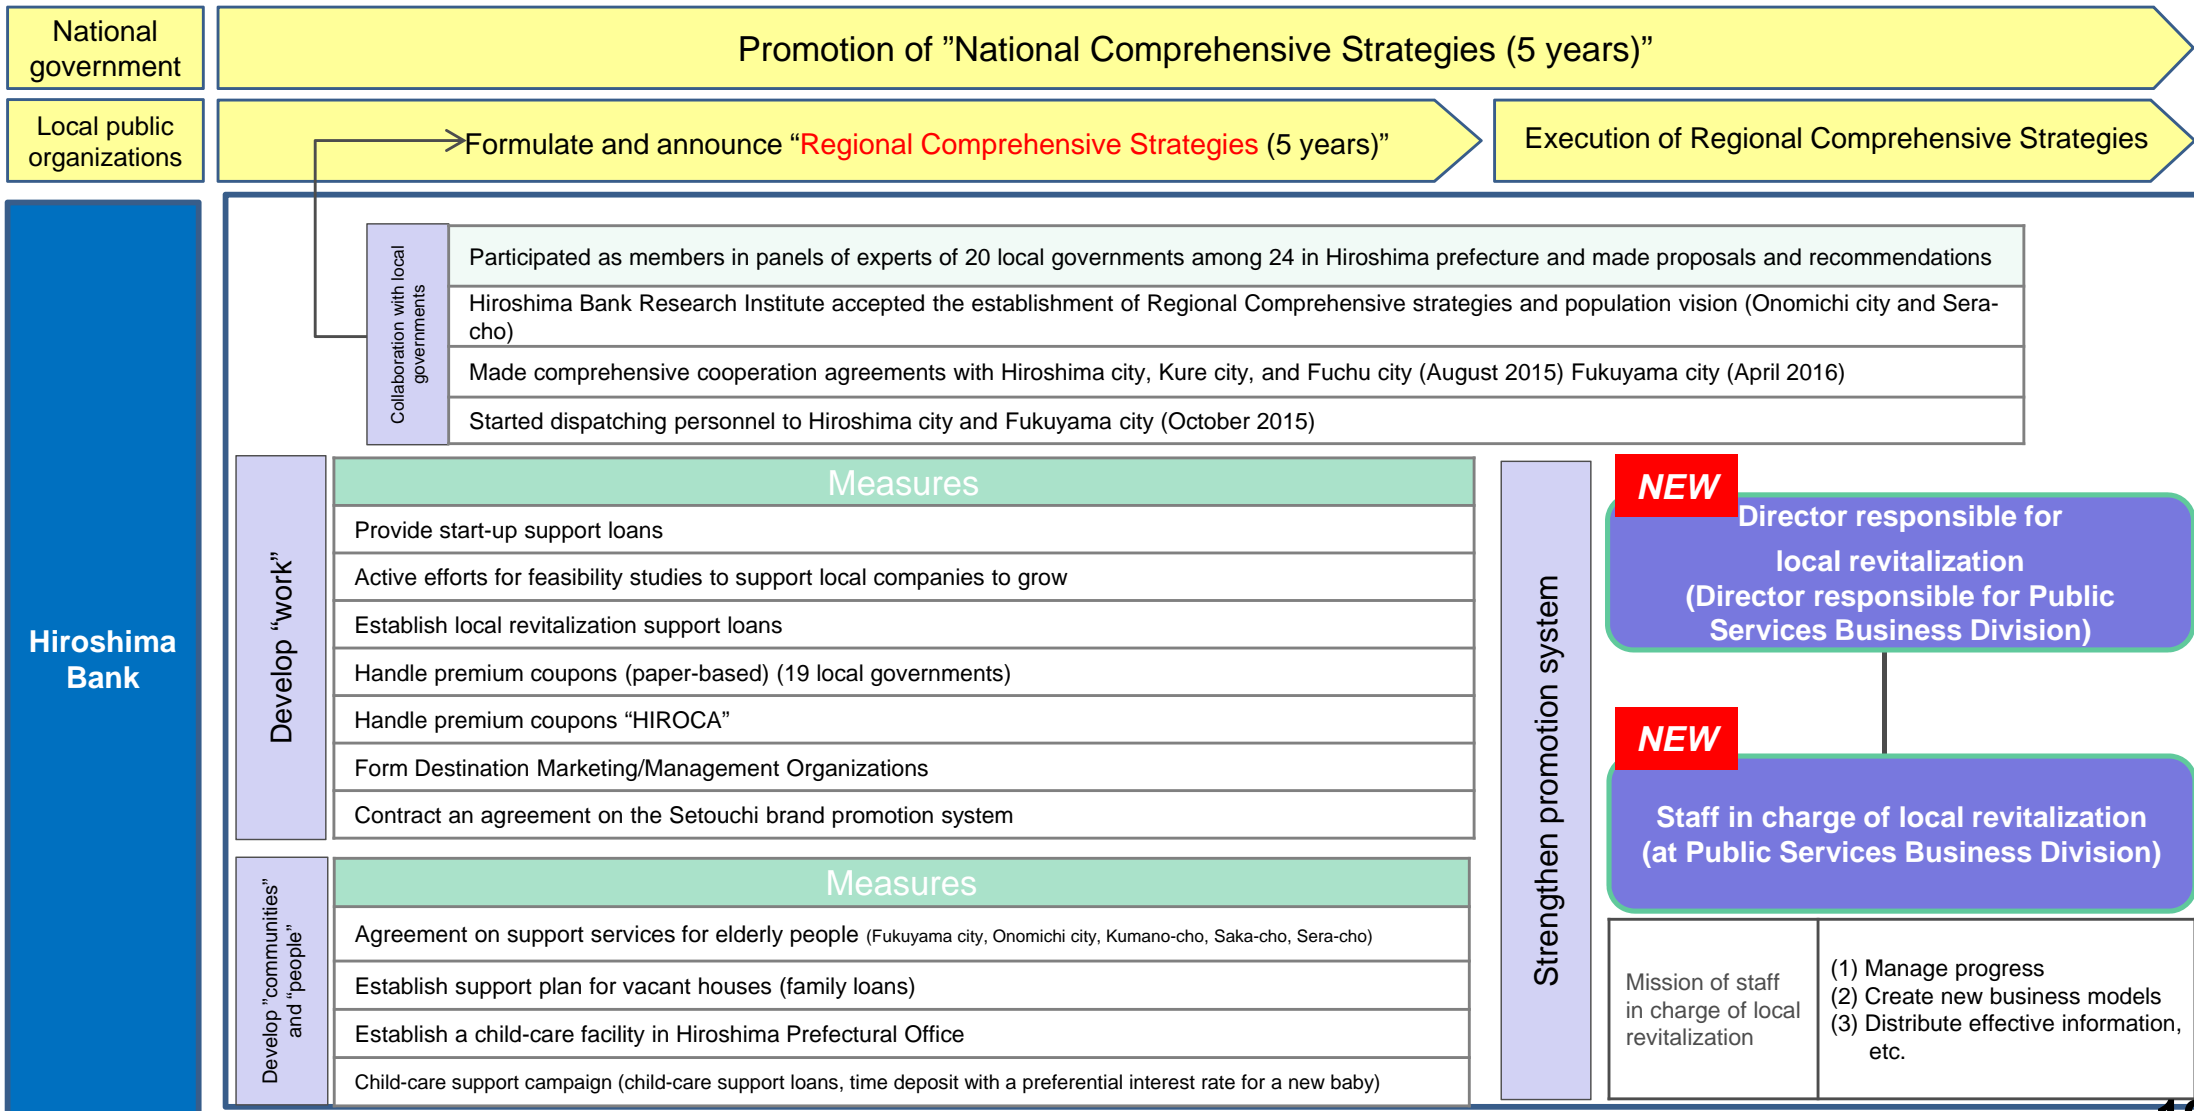 National
government
Promotion of ”National Comprehensive Strategies (5 years)”
Local public
organizations
Formulate and announce “Regional Comprehensive Strategies (5 years)”
Execution of Regional Comprehensive Strategies
Hiroshima
Bank
Collaboration with local
governments
Participated as members in panels of experts of 20 local governments among 24 in Hiroshima prefecture and made proposals and recommendations
Hiroshima Bank Research Institute accepted the establishment of Regional Comprehensive strategies and population vision (Onomichi city and Sera-
cho)
Made comprehensive cooperation agreements with Hiroshima city, Kure city, and Fuchu city (August 2015) Fukuyama city (April 2016)
Started dispatching personnel to Hiroshima city and Fukuyama city (October 2015)
Develop “work”
Measures
Provide start-up support loans
Active efforts for feasibility studies to support local companies to grow
Establish local revitalization support loans
Handle premium coupons (paper-based) (19 local governments)
Handle premium coupons “HIROCA”
Form Destination Marketing/Management Organizations
Contract an agreement on the Setouchi brand promotion system
Develop ”communities”
and “people”
Measures
Agreement on support services for elderly people (Fukuyama city, Onomichi city, Kumano-cho, Saka-cho, Sera-cho)
Establish support plan for vacant houses (family loans)
Establish a child-care facility in Hiroshima Prefectural Office
Child-care support campaign (child-care support loans, time deposit with a preferential interest rate for a new baby)
Strengthen promotion system
NEW
Director responsible for
local revitalization
(Director responsible for Public
Services Business Division)
NEW
Staff in charge of local revitalization
(at Public Services Business Division)
Mission of staff
in charge of local
revitalization
(1) Manage progress
(2) Create new business models
(3) Distribute effective information,
etc.